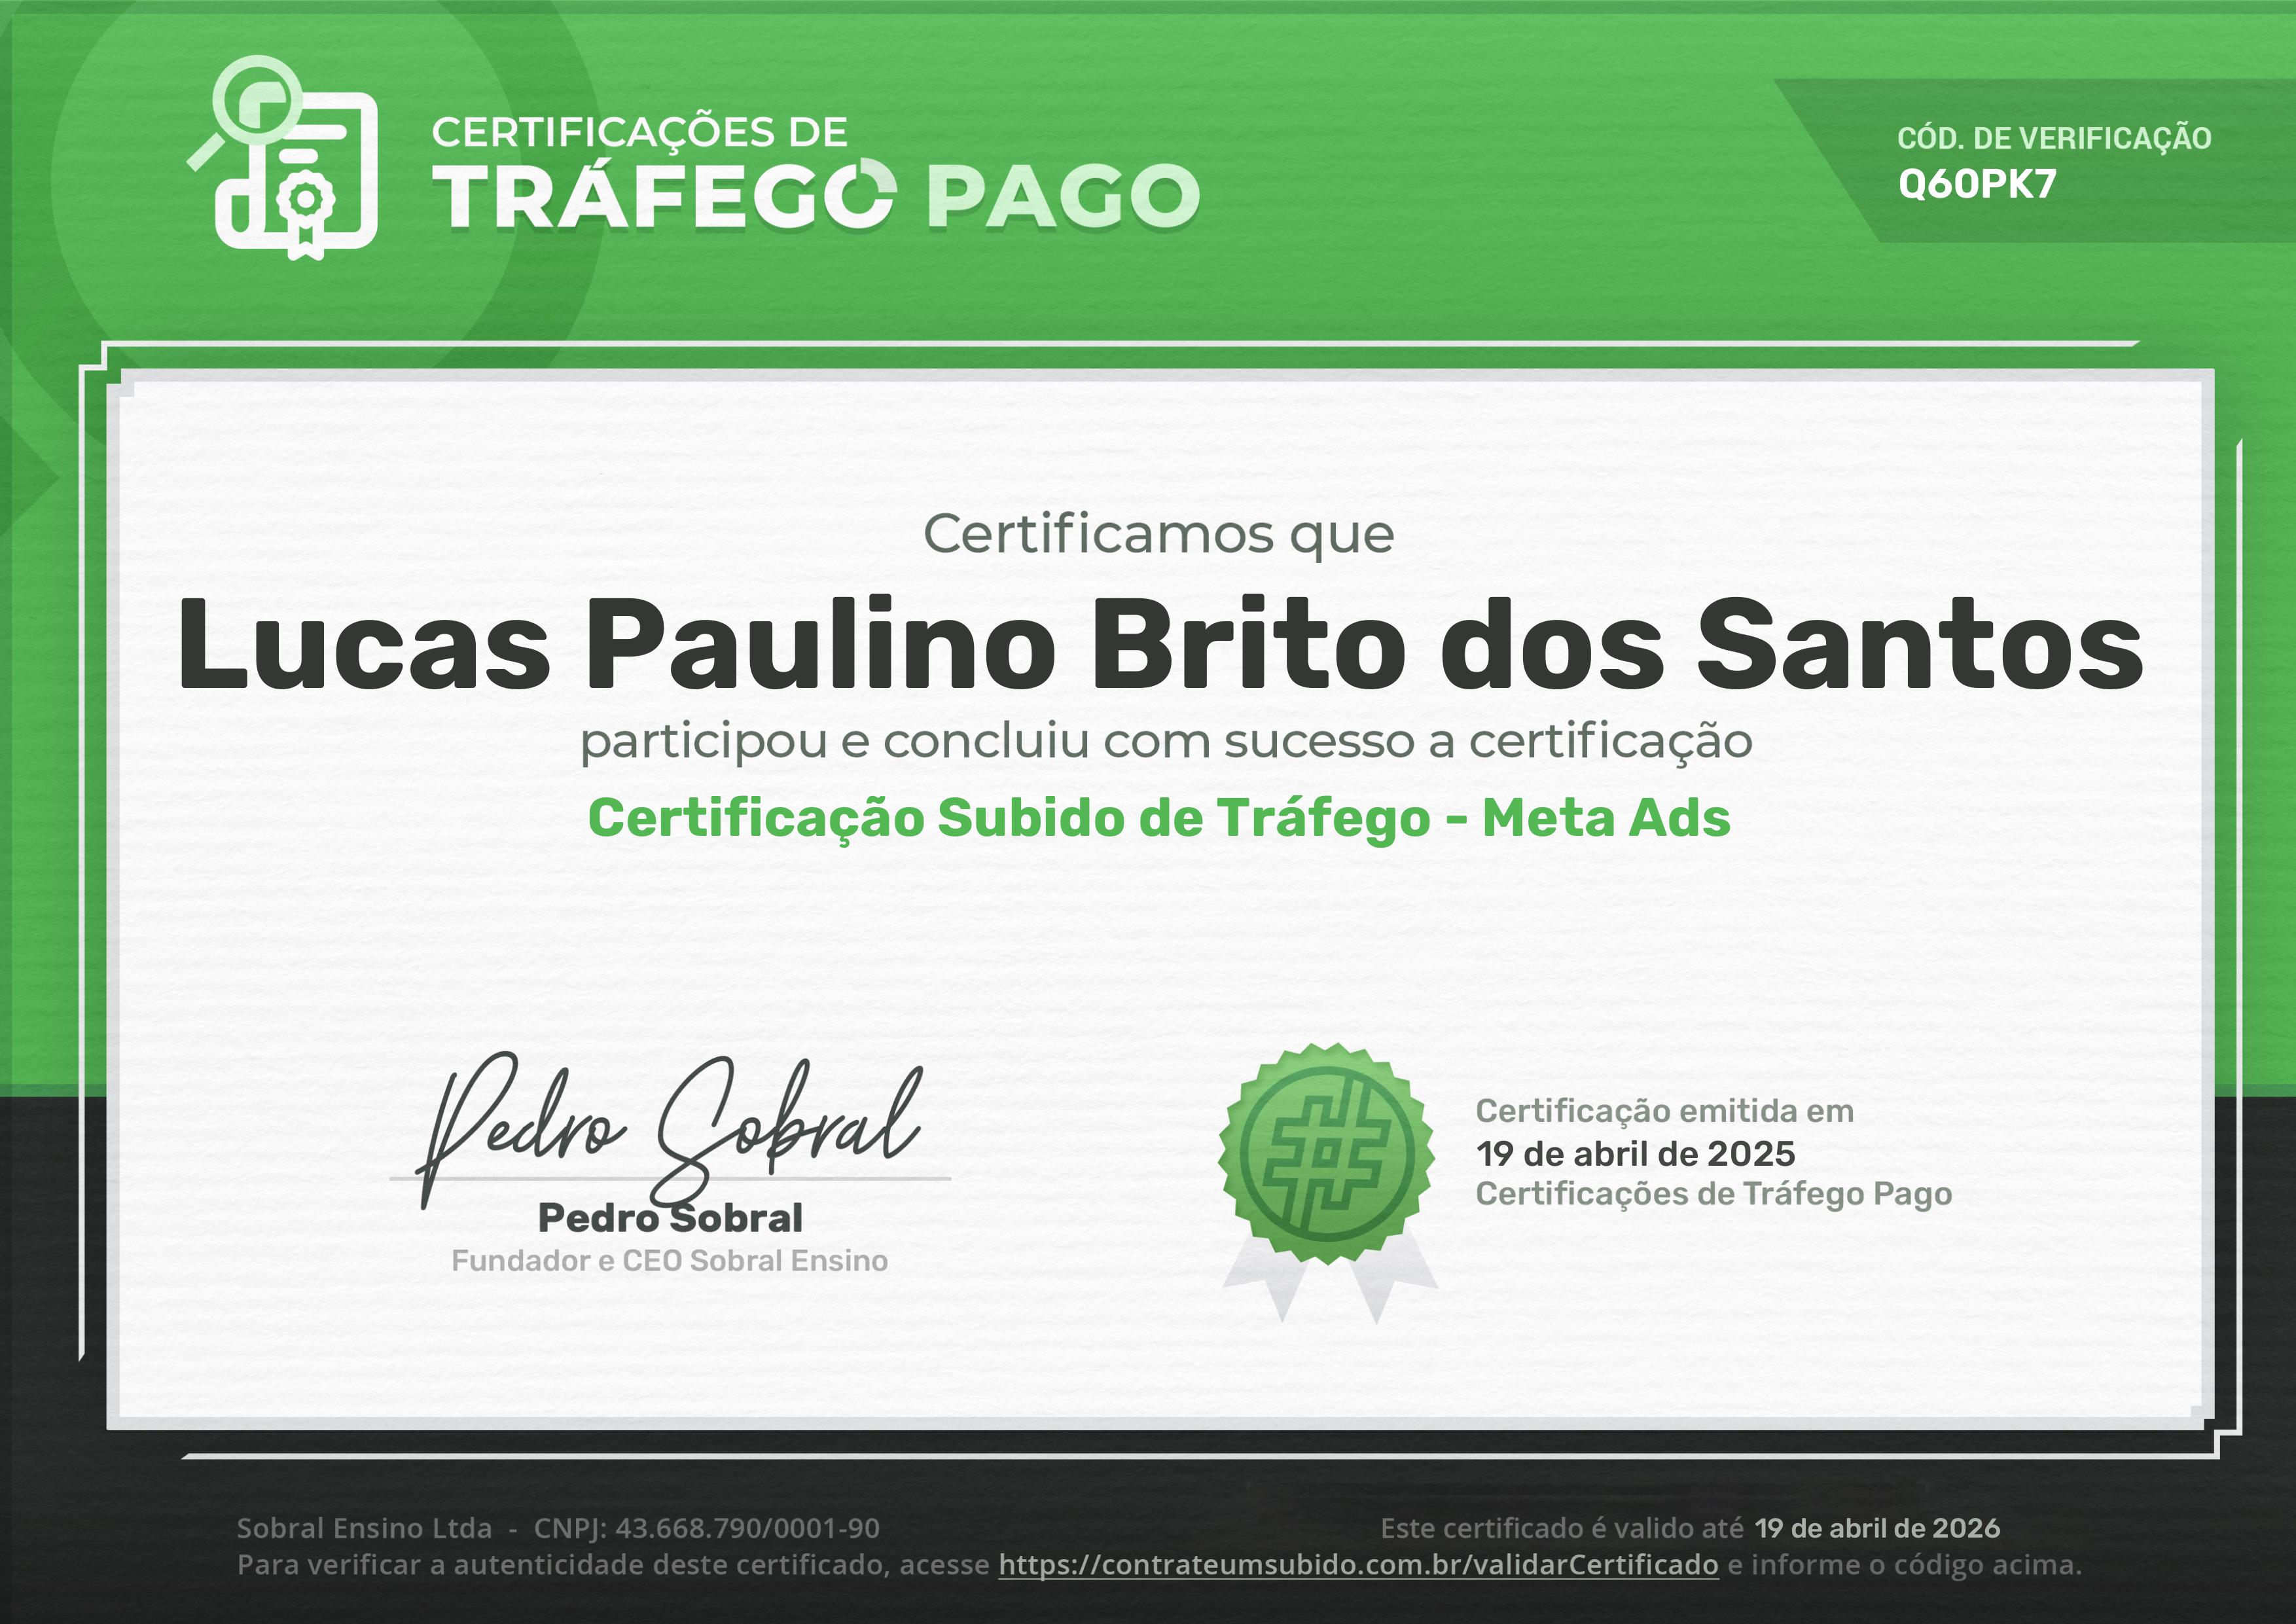 CERTIFICAÇÕES DE
TRÁFEGO PAGO
CÓD. DE VERIFICAÇÃO
Q60PK7
Certificamos que
Lucas Paulino Brito dos Santos
participou e concluiu com sucesso a certificação
Certificação Subido de Tráfego - Meta Ads
Pedro Sobral
Pedro Sobral
Fundador e CEO Sobral Ensino
Certificação emitida em
19 de abril de 2025
Certificações de Tráfego Pago
Sobral Ensino Ltda - CNPJ: 43.668.790/0001-90
Este certificado é valido até 19 de abril de 2026
Para verificar a autenticidade deste certificado, acesse https://contrateumsubido.com.br/validarCertificado e informe o código acima.